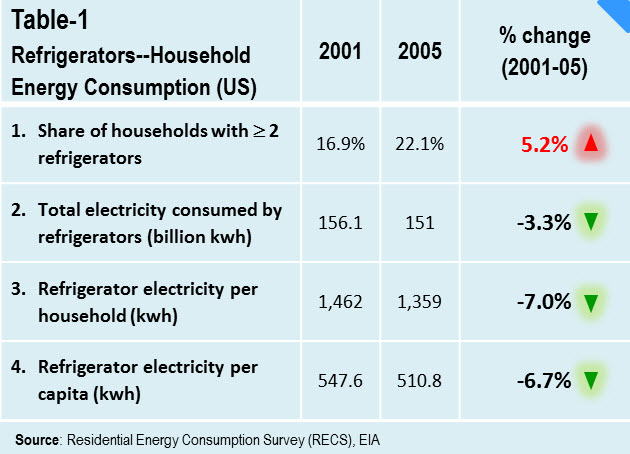 Table-1
Refrigerators--Household
Energy Consumption (US)
2001
2005
% change
(2001-05)
1. Share of households with ≥ 2
refrigerators
16.9%
22.1%
5.2%
2. Total electricity consumed by
refrigerators (billion kwh)
156.1
151
-3.3%
3. Refrigerator electricity per
household (kwh)
1,462
1,359
-7.0%
4. Refrigerator electricity per
capita (kwh)
547.6
510.8
-6.7%
Source: Residential Energy Consumption Survey (RECS), EIA